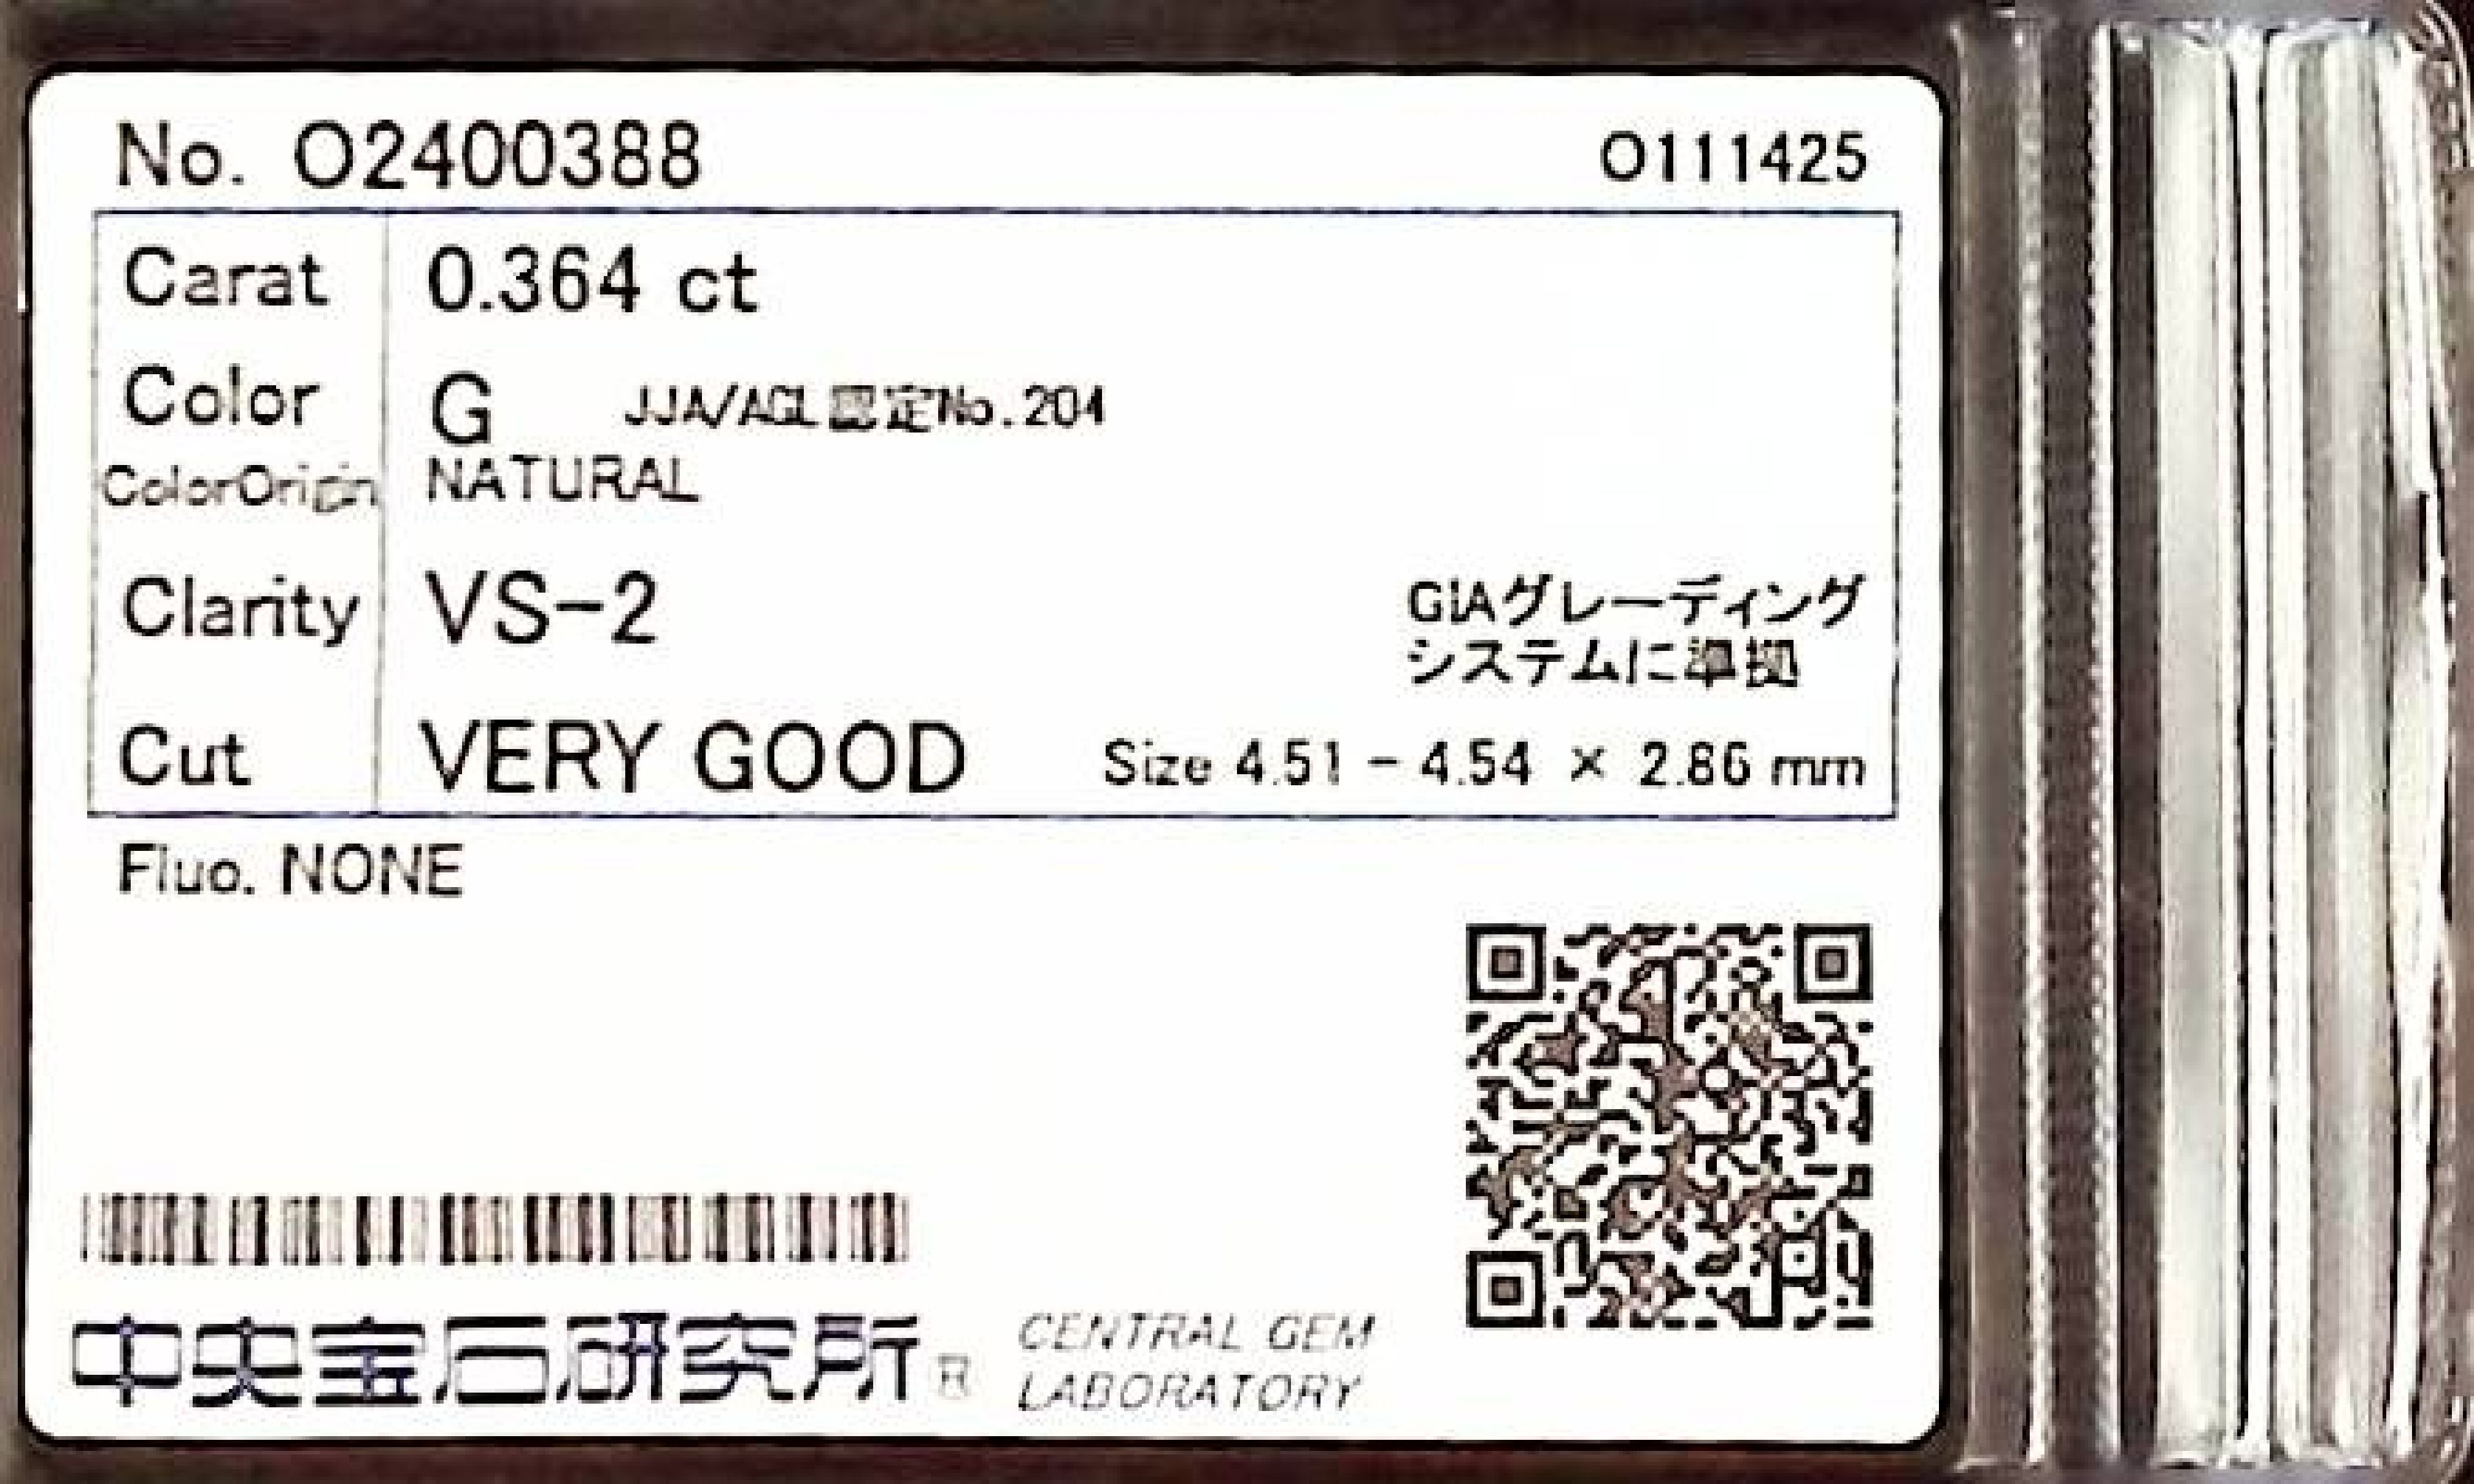 No. O2400388 O111425
Carat 0.364 ct
Color G JJA/AGL認定No.204
ColorOrigin NATURAL
Clarity VS-2
GIAグレーディング
システムに準拠
Cut VERY GOOD Size 4.51 - 4.54 × 2.86 mm
Fluo. NONE
中央宝石研究所® CENTRAL GEM
LABORATORY